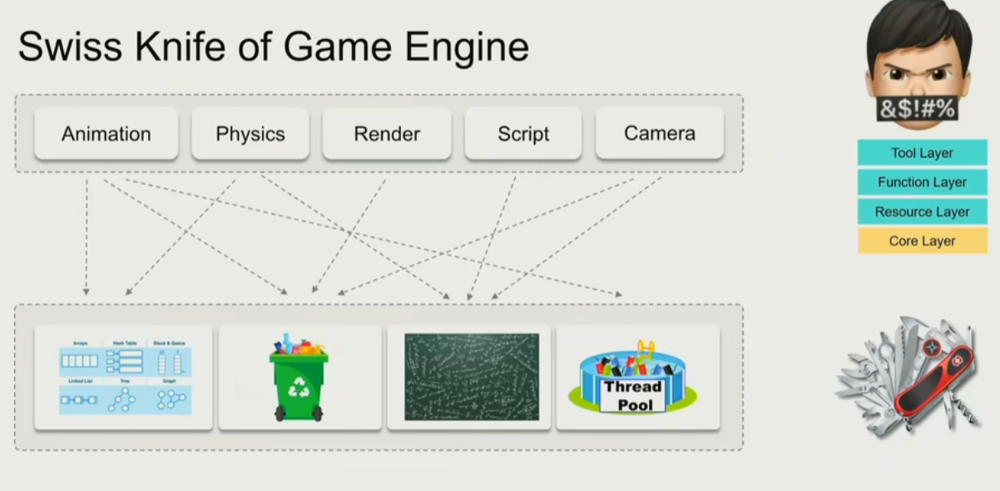 Swiss Knife of Game Engine
&$!#%
Animation
Physics
Render
Script
Camera
Tool Layer
Function Layer
Resource Layer
Core Layer
Arrays
Hash Table
Stack & Queue
Linked List
Tree
Graph
Thread
Pool